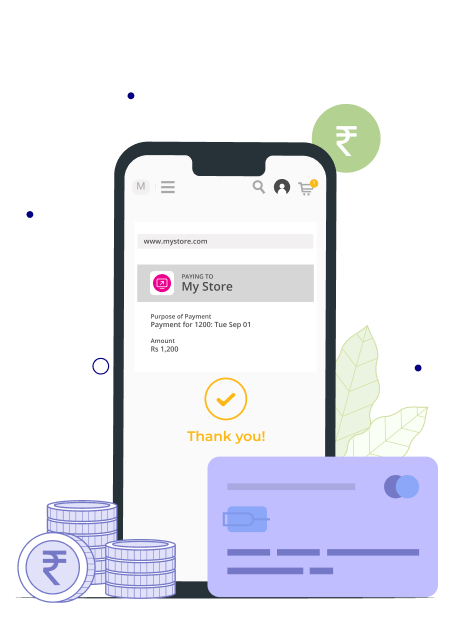 ₹
M
www.mystore.com
PAYING TO
My Store
Purpose of Payment
Payment for 1200: Tue Sep 01
Amount
Rs 1,200
Thank you!
₹